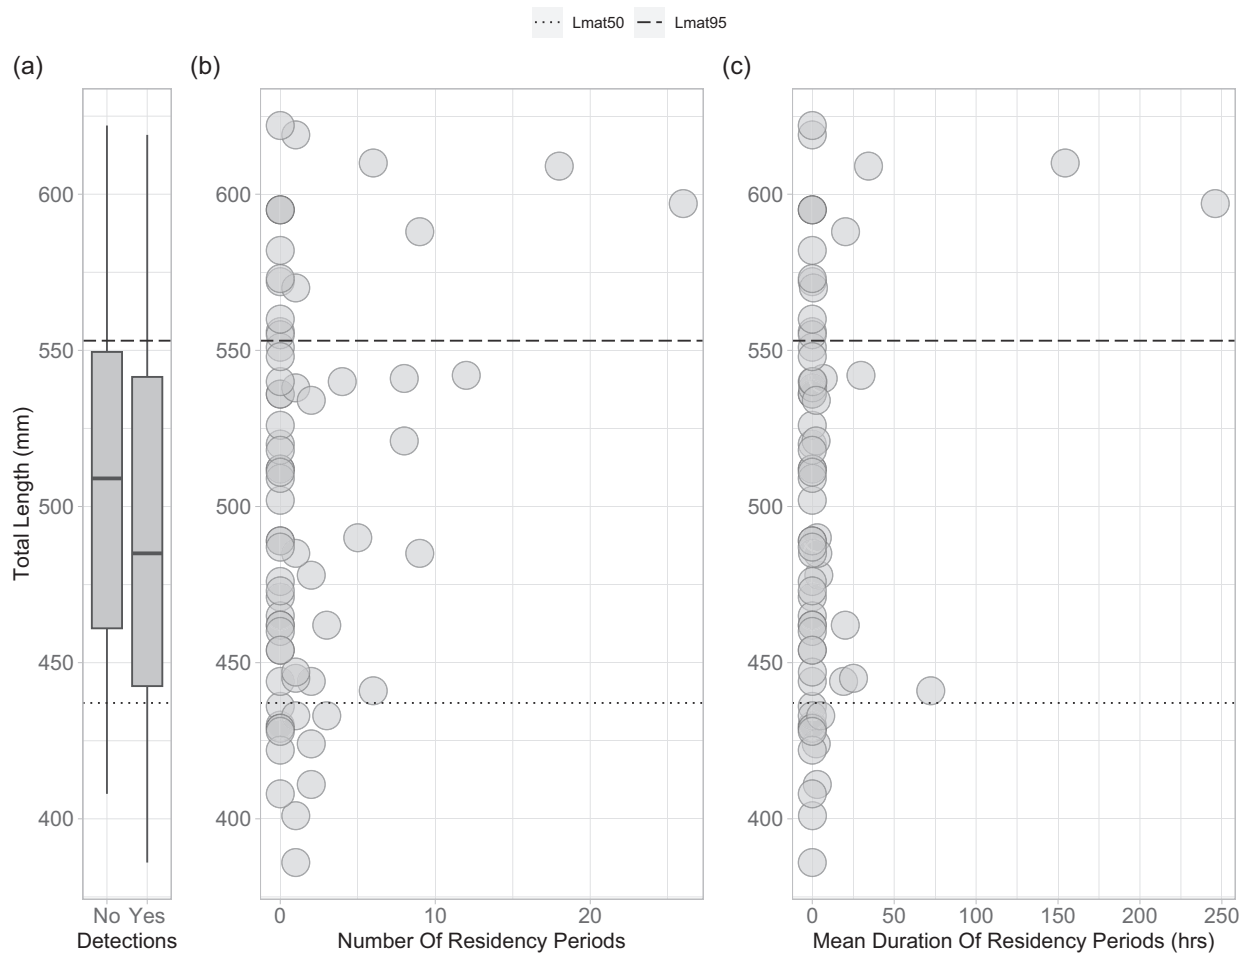 Lmat50 Lmat95
(a) (b) (c)
Total Length (mm)
600
550
500
450
400
No Yes
Detections
600
550
500
450
400
0 10 20
Number Of Residency Periods
600
550
500
450
400
0 50 100 150 200 250
Mean Duration Of Residency Periods (hrs)